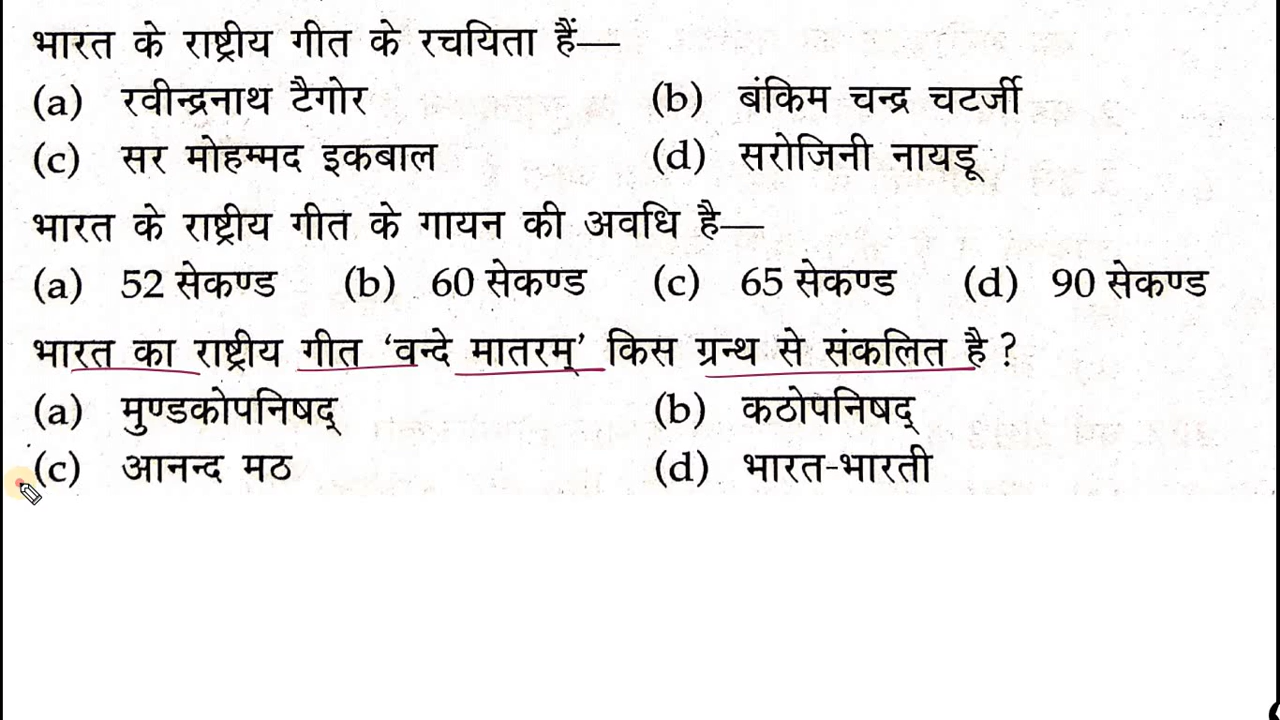 भारत के राष्ट्रीय गीत के रचयिता हैं—
(a) रवीन्द्रनाथ टैगोर (b) बंकिम चन्द्र चटर्जी
(c) सर मोहम्मद इकबाल (d) सरोजिनी नायडू
भारत के राष्ट्रीय गीत के गायन की अवधि है—
(a) 52 सेकण्ड (b) 60 सेकण्ड (c) 65 सेकण्ड (d) 90 सेकण्ड
भारत का राष्ट्रीय गीत ‘वन्दे मातरम्’ किस ग्रन्थ से संकलित है ?
(a) मुण्डकोपनिषद् (b) कठोपनिषद्
(c) आनन्द मठ (d) भारत-भारती